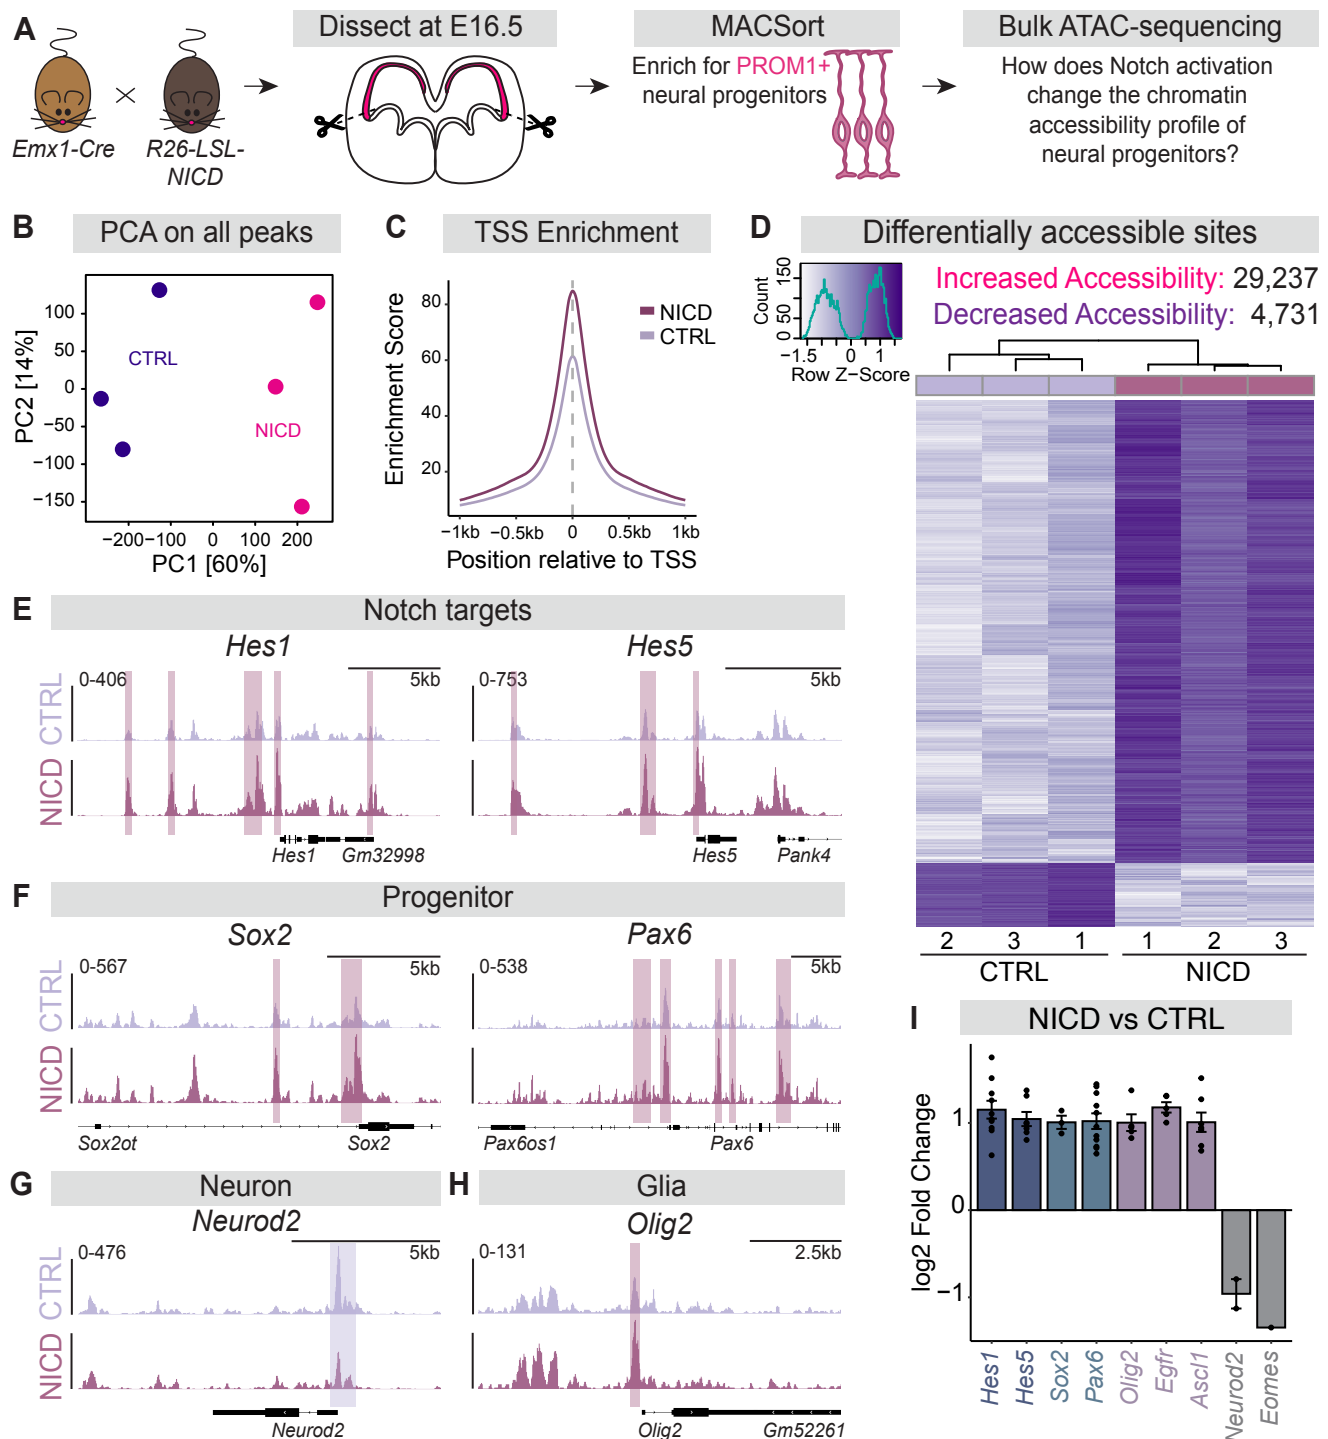 A
Dissect at E16.5
MACSort
Bulk ATAC-sequencing
Emx1-Cre
R26-LSL-
NICD
Enrich for PROM1+
neural progenitors
How does Notch activation
change the chromatin
accessibility profile of
neural progenitors?
B
PCA on all peaks
PC2 [14%]
100
50
0
−50
−100
−150
CTRL
NICD
−200
−100
0
100
200
PC1 [60%]
C
TSS Enrichment
Enrichment Score
80
60
40
20
NICD
CTRL
−1kb
−0.5kb
0
0.5kb
1kb
Position relative to TSS
D
Differentially accessible sites
Count
0
50
150
−1.5
0
1
Row Z−Score
Increased Accessibility: 29,237
Decreased Accessibility: 4,731
2
3
1
1
2
3
CTRL
NICD
E
Notch targets
Hes1
0-406
5kb
CTRL
NICD
Hes1
Gm32998
Hes5
0-753
5kb
Hes5
Pank4
F
Progenitor
Sox2
0-567
5kb
CTRL
NICD
Sox2ot
Sox2
Pax6
0-538
5kb
Pax6os1
Pax6
G
Neuron
Neurod2
0-476
5kb
CTRL
NICD
Neurod2
H
Glia
Olig2
0-131
2.5kb
Olig2
Gm52261
I
NICD vs CTRL
log2 Fold Change
1
0
−1
Hes1
Hes5
Sox2
Pax6
Olig2
Egfr
Ascl1
Neurod2
Eomes